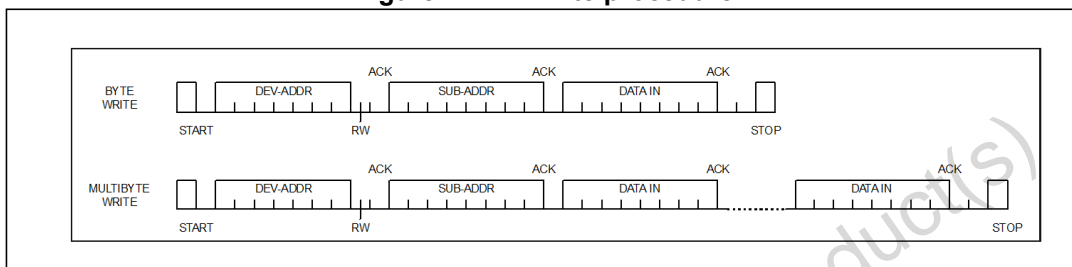 ACK ACK ACK
BYTE
WRITE
DEV-ADDR SUB-ADDR DATA IN
START RW STOP
ACK ACK ACK ACK
MULTIBYTE
WRITE
DEV-ADDR SUB-ADDR DATA IN DATA IN
START RW STOP
duct(s)